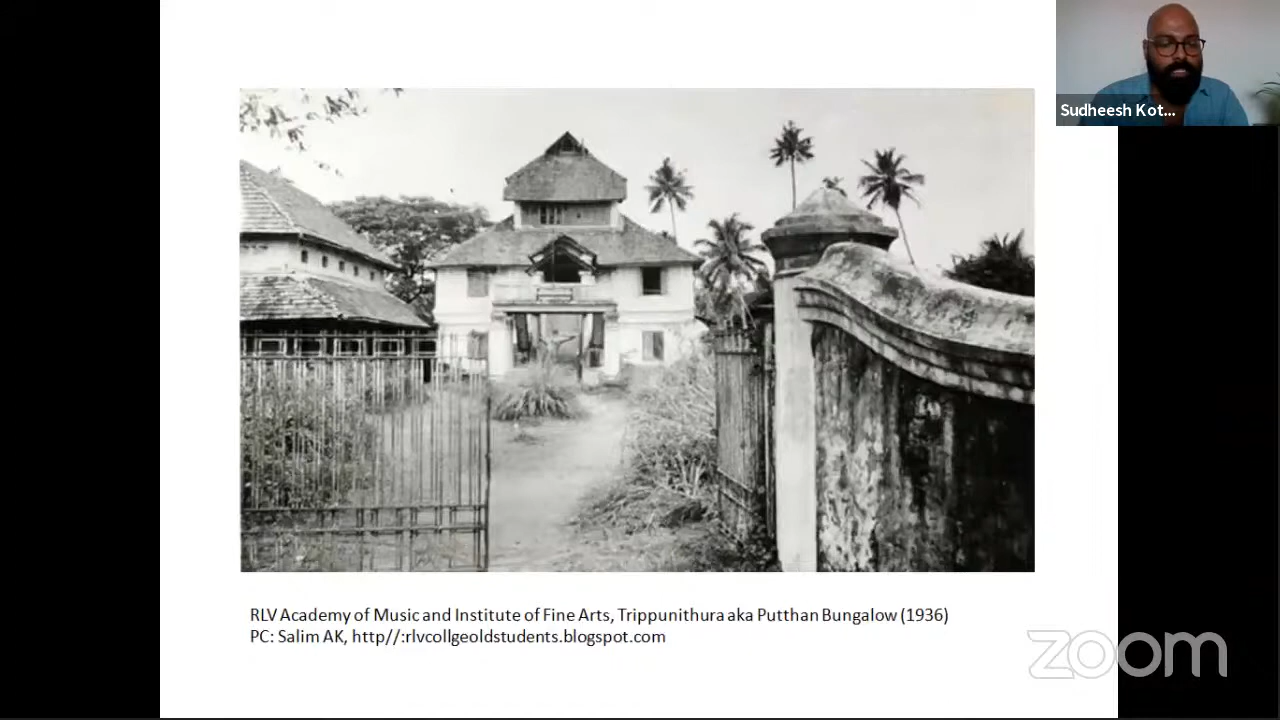 Sudheesh Kot...
RLV Academy of Music and Institute of Fine Arts, Trippunithura aka Putthan Bungalow (1936)
PC: Salim AK, http//:rlvcollgeoldstudents.blogspot.com
zoom